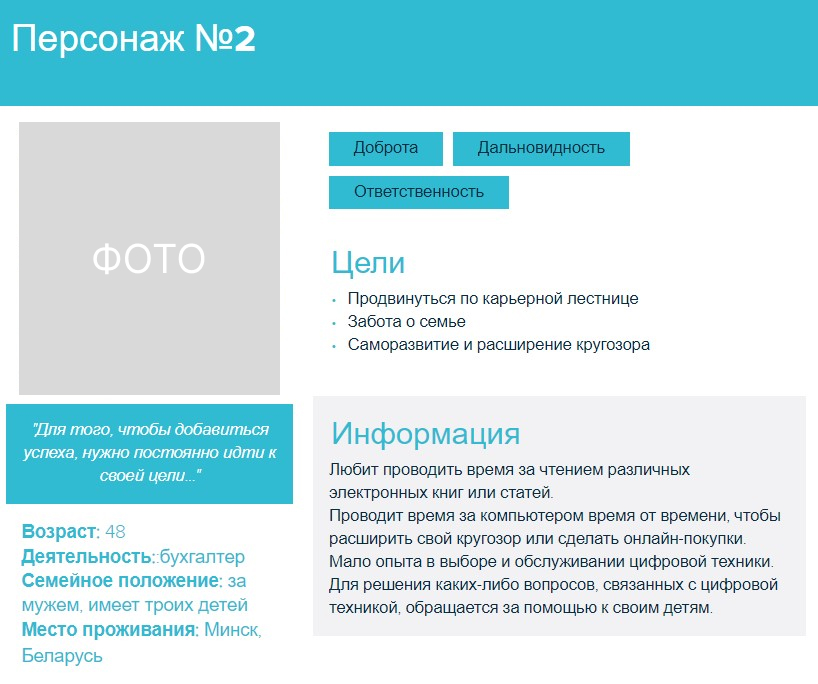 Персонаж №2
ФОТО
"Для того, чтобы добавиться
успеха, нужно постоянно идти к
своей цели..."
Возраст: 48
Деятельность::бухгалтер
Семейное положение: за
мужем, имеет троих детей
Место проживания: Минск,
Беларусь
Доброта
Дальновидность
Ответственность
Цели
• Продвинуться по карьерной лестнице
• Забота о семье
• Саморазвитие и расширение кругозора
Информация
Любит проводить время за чтением различных
электронных книг или статей.
Проводит время за компьютером время от времени, чтобы
расширить свой кругозор или сделать онлайн-покупки.
Мало опыта в выборе и обслуживании цифровой техники.
Для решения каких-либо вопросов, связанных с цифровой
техникой, обращается за помощью к своим детям.